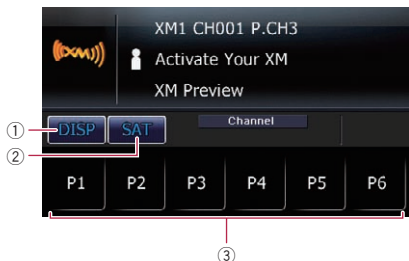 XM1 CH001 P.CH3
((XM))
Activate Your XM
XM Preview
① DISP SAT Channel
②
P1 P2 P3 P4 P5 P6
③